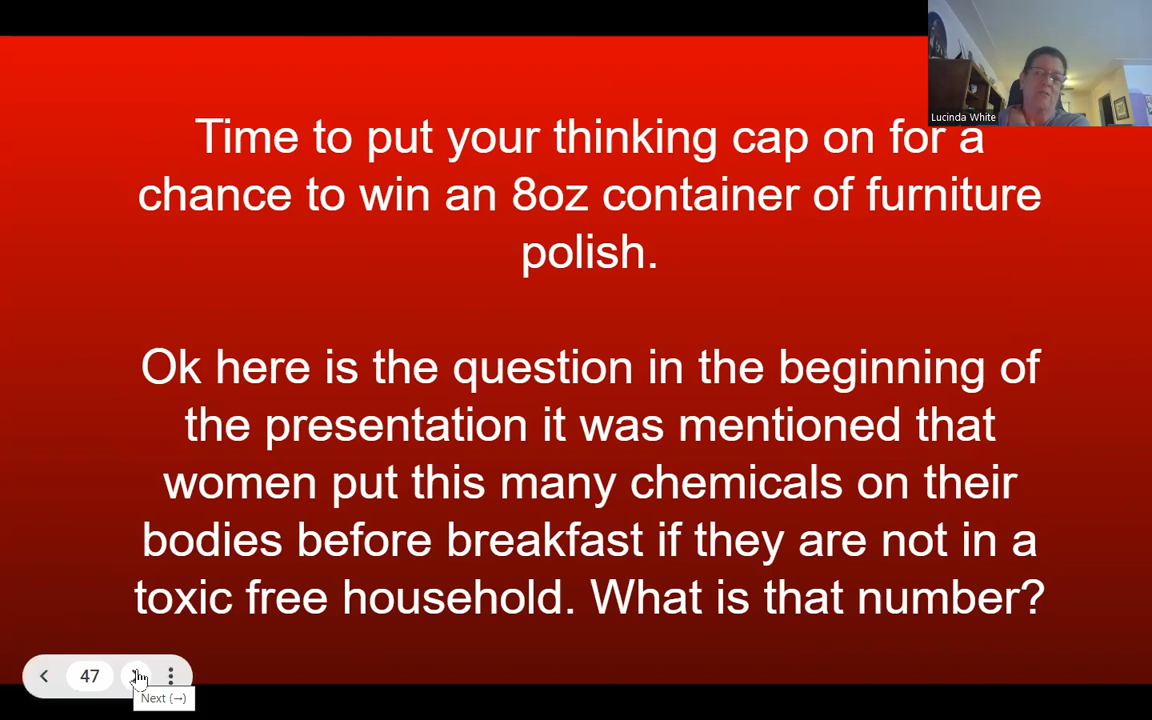 Lucinda White
Time to put your thinking cap on for a
chance to win an 8oz container of furniture
polish.
Ok here is the question in the beginning of
the presentation it was mentioned that
women put this many chemicals on their
bodies before breakfast if they are not in a
toxic free household. What is that number?
47
Next (→)